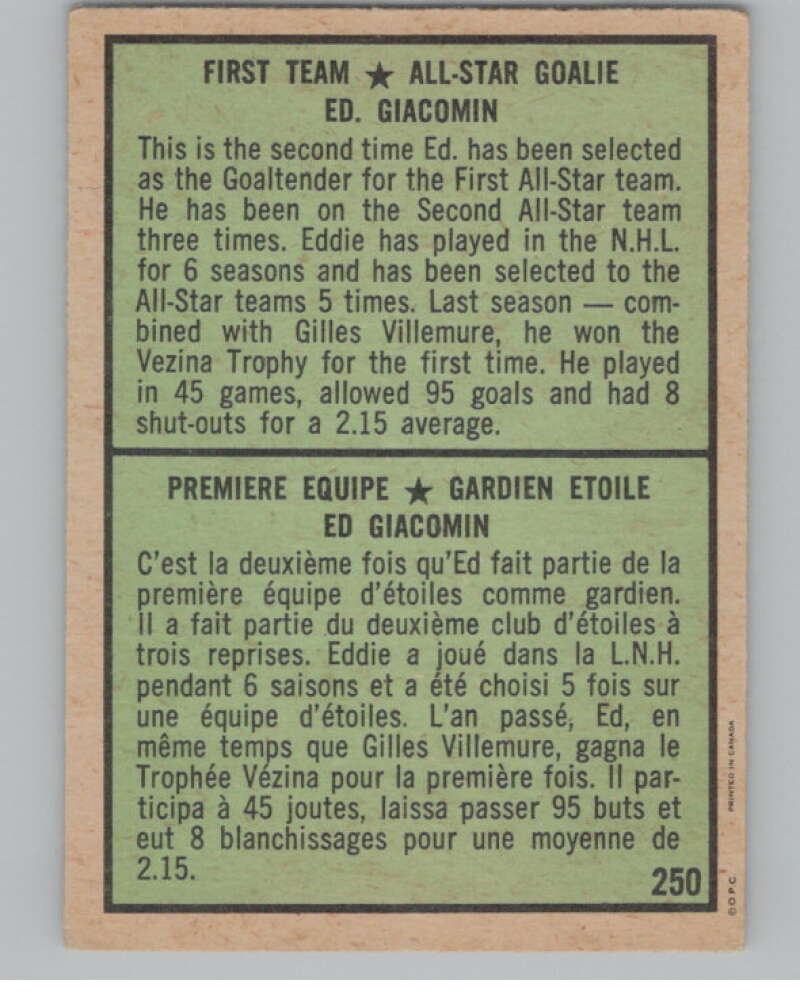 FIRST TEAM ★ ALL-STAR GOALIE
ED. GIACOMIN
This is the second time Ed. has been selected
as the Goaltender for the First All-Star team.
He has been on the Second All-Star team
three times. Eddie has played in the N.H.L.
for 6 seasons and has been selected to the
All-Star teams 5 times. Last season — com-
bined with Gilles Villemure, he won the
Vezina Trophy for the first time. He played
in 45 games, allowed 95 goals and had 8
shut-outs for a 2.15 average.
PREMIERE EQUIPE ★ GARDIEN ETOILE
ED GIACOMIN
C'est la deuxième fois qu'Ed fait partie de la
première équipe d'étoiles comme gardien.
Il a fait partie du deuxième club d'étoiles à
trois reprises. Eddie a joué dans la L.N.H.
pendant 6 saisons et a été choisi 5 fois sur
une équipe d'étoiles. L'an passé, Ed, en
même temps que Gilles Villemure, gagna le
Trophée Vézina pour la première fois. Il par-
ticipa à 45 joutes, laissa passer 95 buts et
eut 8 blanchissages pour une moyenne de
2.15.
250
© O.P.C.
PRINTED IN CANADA